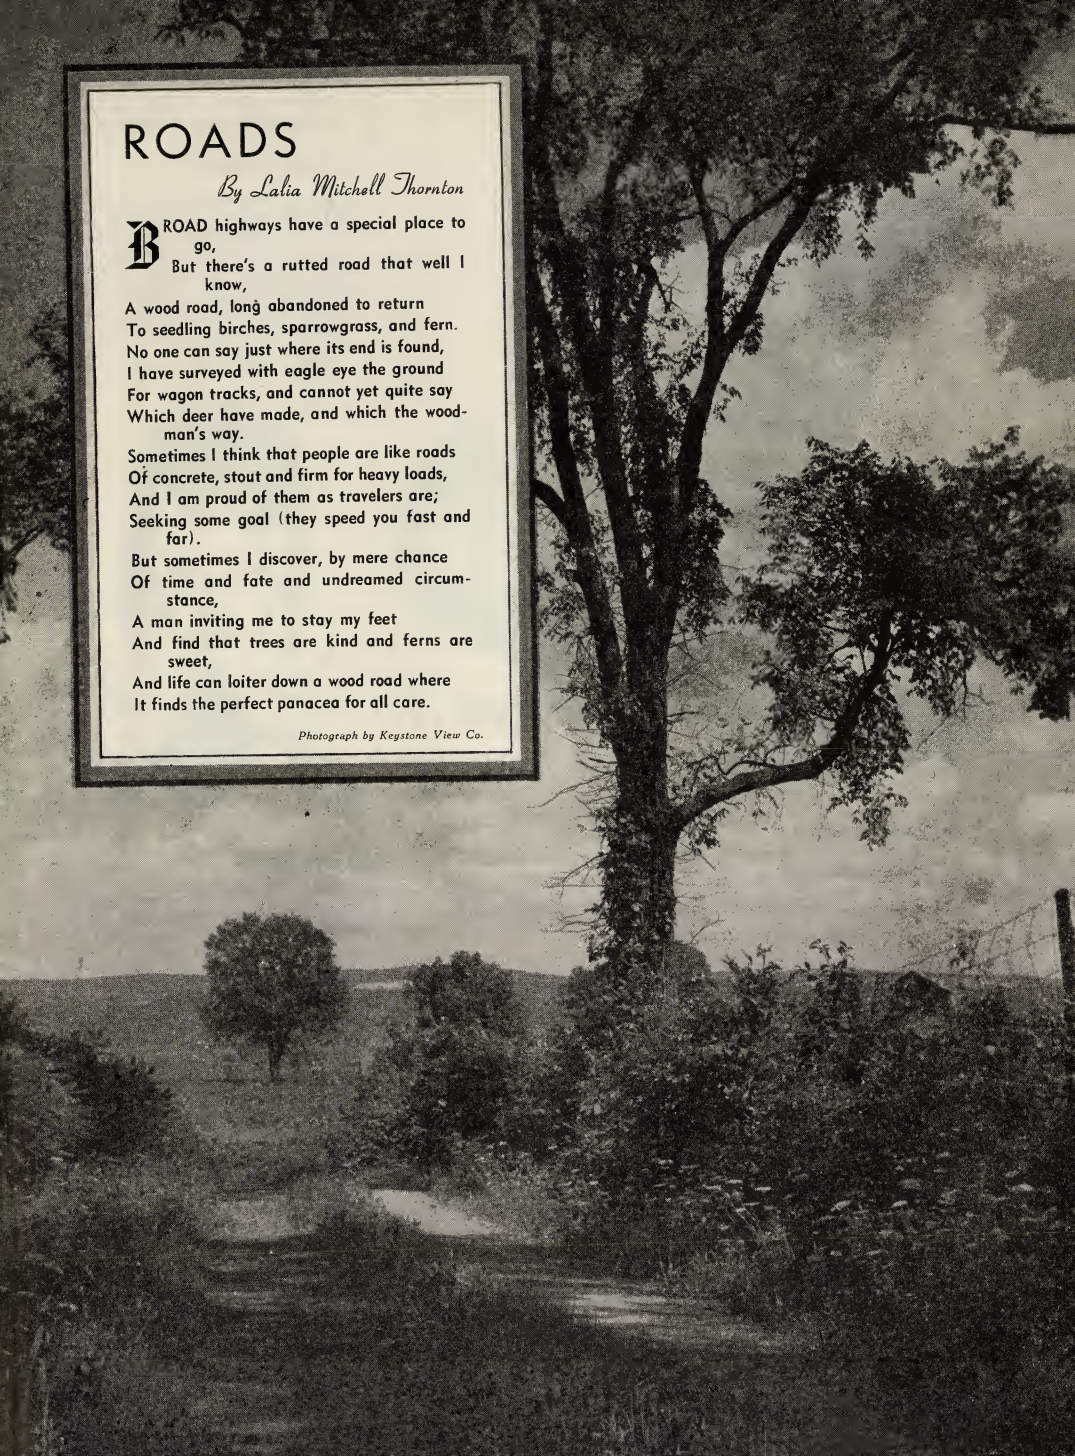 ROADS
By Lalia Mitchell Thornton
BROAD highways have a special place to
go,
But there's a rutted road that well I
know,
A wood road, long abandoned to return
To seedling birches, sparrowgrass, and fern.
No one can say just where its end is found,
I have surveyed with eagle eye the ground
For wagon tracks, and cannot yet quite say
Which deer have made, and which the wood-
man's way.
Sometimes I think that people are like roads
Of concrete, stout and firm for heavy loads,
And I am proud of them as travelers are;
Seeking some goal (they speed you fast and
far).
But sometimes I discover, by mere chance
Of time and fate and undreamed circum-
stance,
A man inviting me to stay my feet
And find that trees are kind and ferns are
sweet,
And life can loiter down a wood road where
It finds the perfect panacea for all care.
Photograph by Keystone View Co.